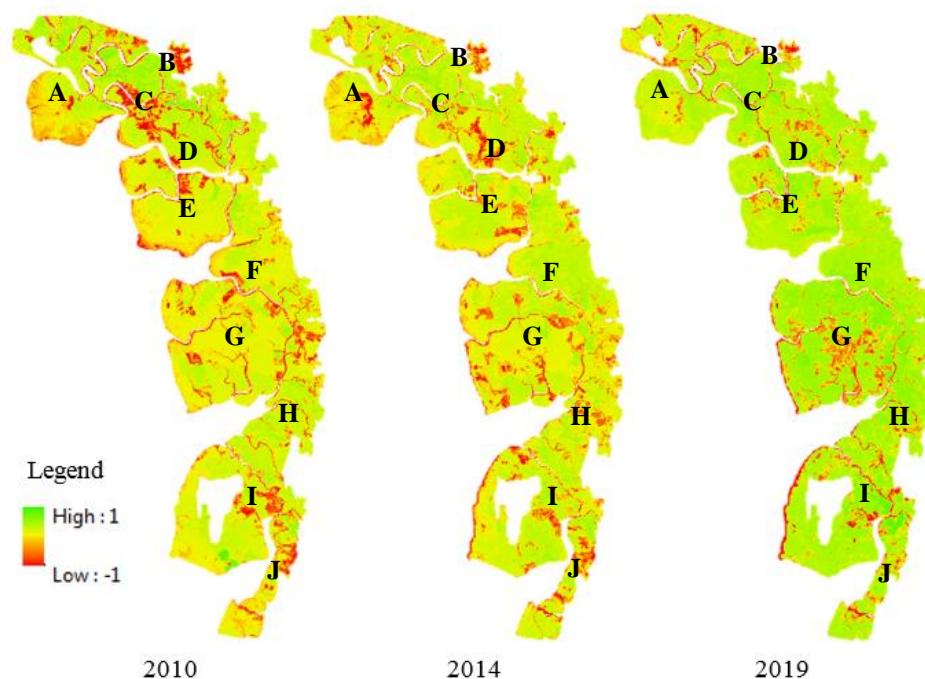 B
A
C
D
E
F
G
H
I
J
2010
B
A
C
D
E
F
G
H
I
J
2014
B
A
C
D
E
F
G
H
I
J
2019
Legend
High : 1
Low : -1